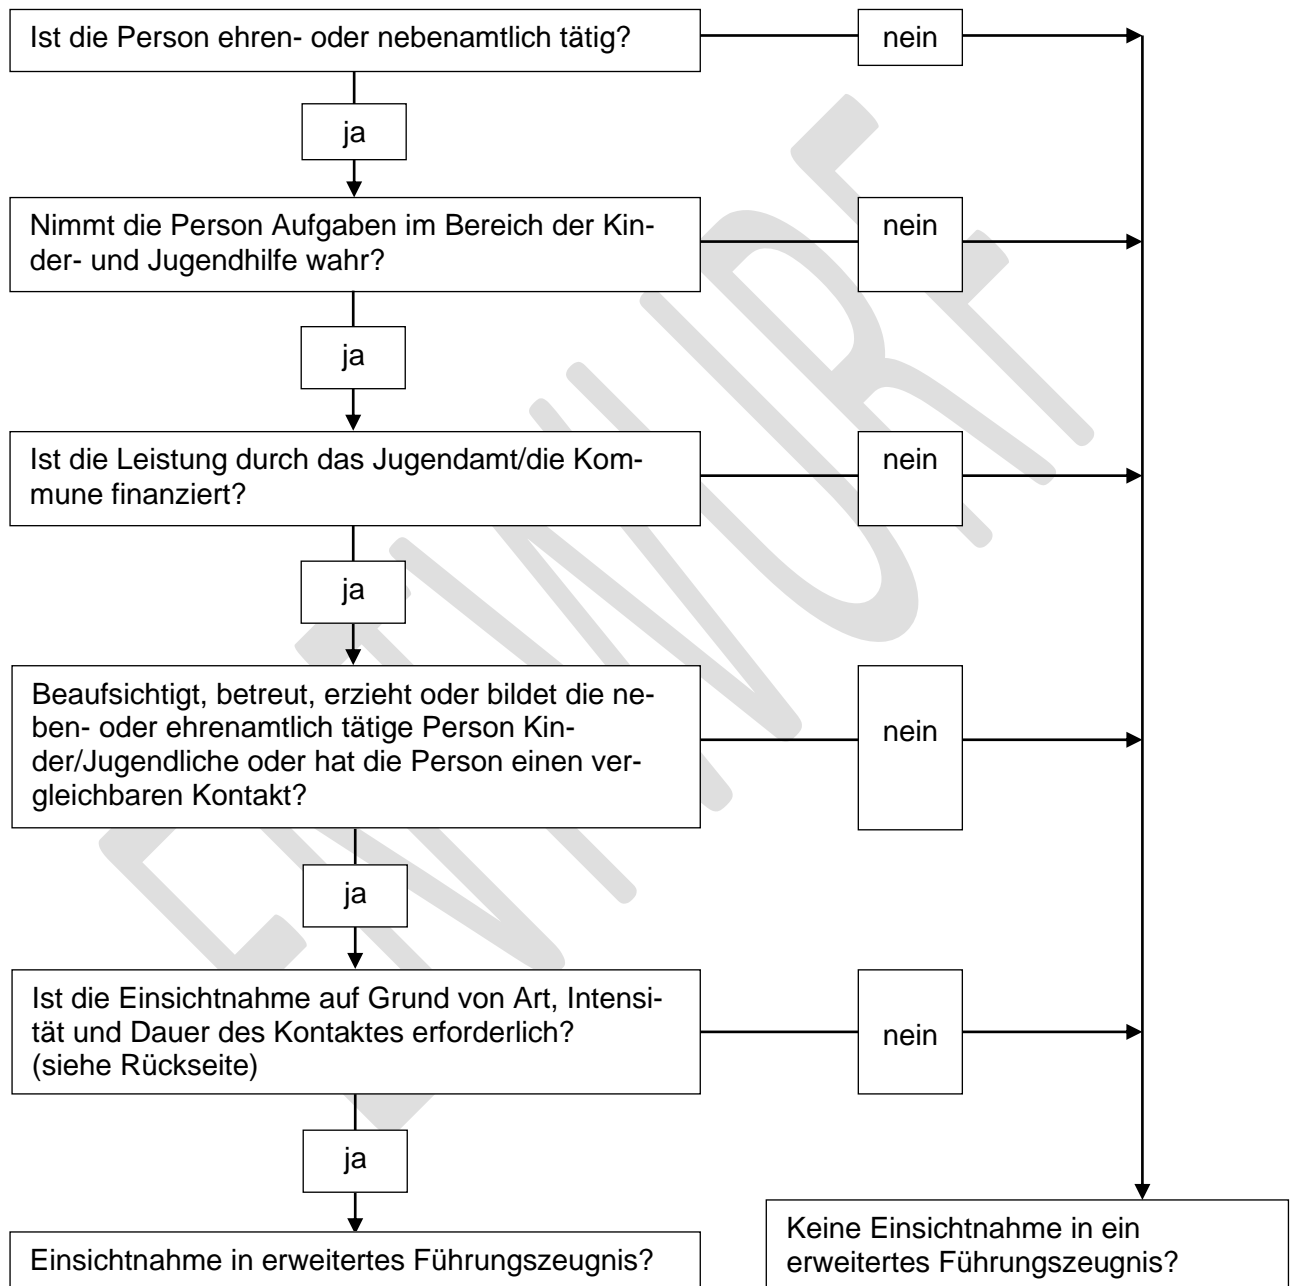 Ist die Person ehren- oder nebenamtlich tätig?
nein
ja
Nimmt die Person Aufgaben im Bereich der Kin-
der- und Jugendhilfe wahr?
nein
ja
Ist die Leistung durch das Jugendamt/die Kom-
mune finanziert?
nein
ja
Beaufsichtigt, betreut, erzieht oder bildet die ne-
ben- oder ehrenamtlich tätige Person Kin-
der/Jugendliche oder hat die Person einen ver-
gleichbaren Kontakt?
nein
ja
Ist die Einsichtnahme auf Grund von Art, Intensi-
tät und Dauer des Kontaktes erforderlich?
(siehe Rückseite)
nein
ja
Einsichtnahme in erweitertes Führungszeugnis?
Keine Einsichtnahme in ein
erweitertes Führungszeugnis?
ENTWURF